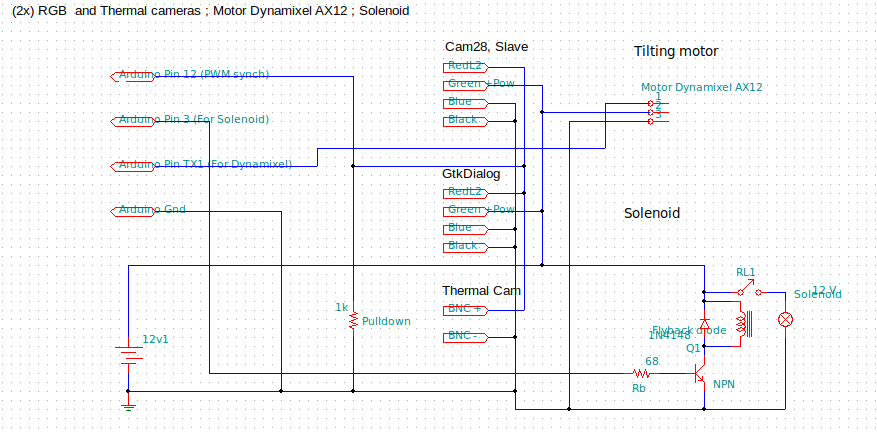 (2x) RGB  and Thermal cameras ; Motor Dynamixel AX12 ; Solenoid
Cam28, Slave
Tilting motor
RedL2
Arduino Pin 12 (PWM synch)
Green +Pow
Motor Dynamixel AX12
1
Blue
2
3
Black
Arduino Pin 3 (For Solenoid)
Arduino Pin TX1 (For Dynamixel)
GtkDialog
RedL2
Arduino Gnd
Green +Pow
Solenoid
Blue
Black
RL1
Thermal Cam
12 V
Solenoid
1k
BNC +
Pulldown
Flyback diode
1N4148
12v1
BNC -
Q1
68
NPN
Rb